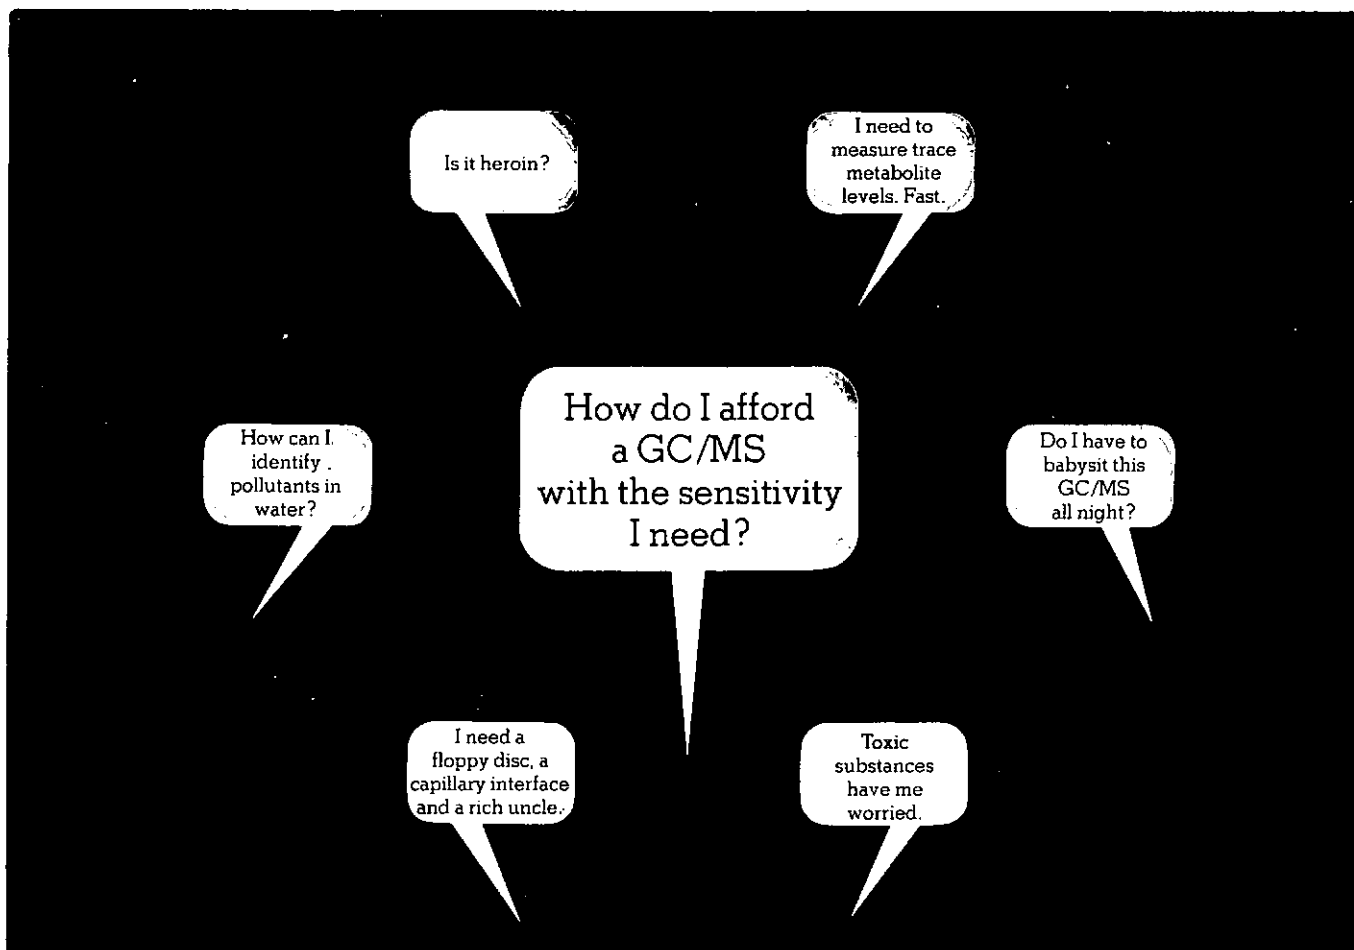 Is it heroin?
I need to
measure trace
metabolite
levels. Fast.
How do I afford
a GC/MS
with the sensitivity
I need?
How can I
identify
pollutants in
water?
Do I have to
babysit this
GC/MS
all night?
I need a
floppy disc, a
capillary interface
and a rich uncle.
Toxic
substances
have me
worried.